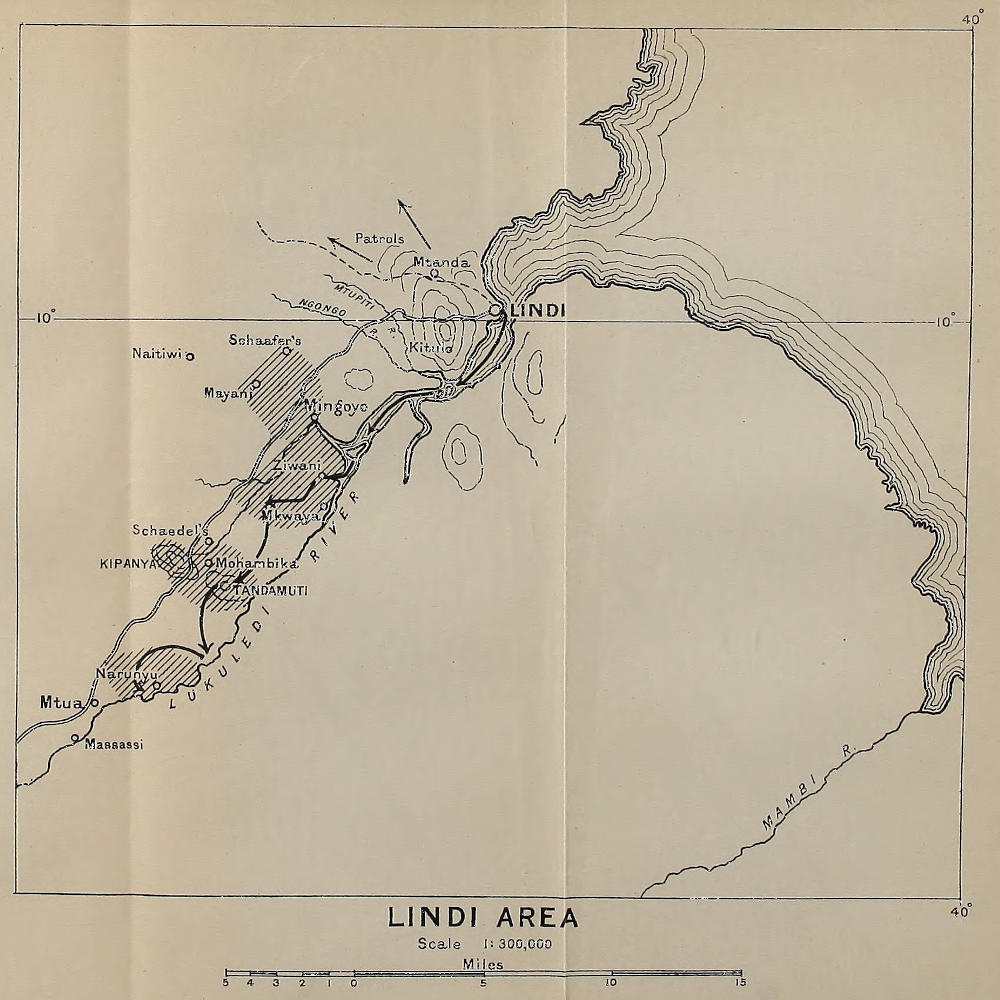 40°
Patrols
Mtanda
MTUPITI
R.
NGONGO
R.
LINDI
10°
10°
Schaafer's
Kitulo
Naitiwi
Mayani
Mingoyo
Ziwani
Mkwaya
Schaedel's
KIPANYA
Mohambika
TANDAMUTI
LUKULEDI RIVER
Narunyu
Mtua
Massassi
MAMBI R.
40°
LINDI AREA
Scale 1:300,000
Miles
5 4 3 2 1 0 5 10 15